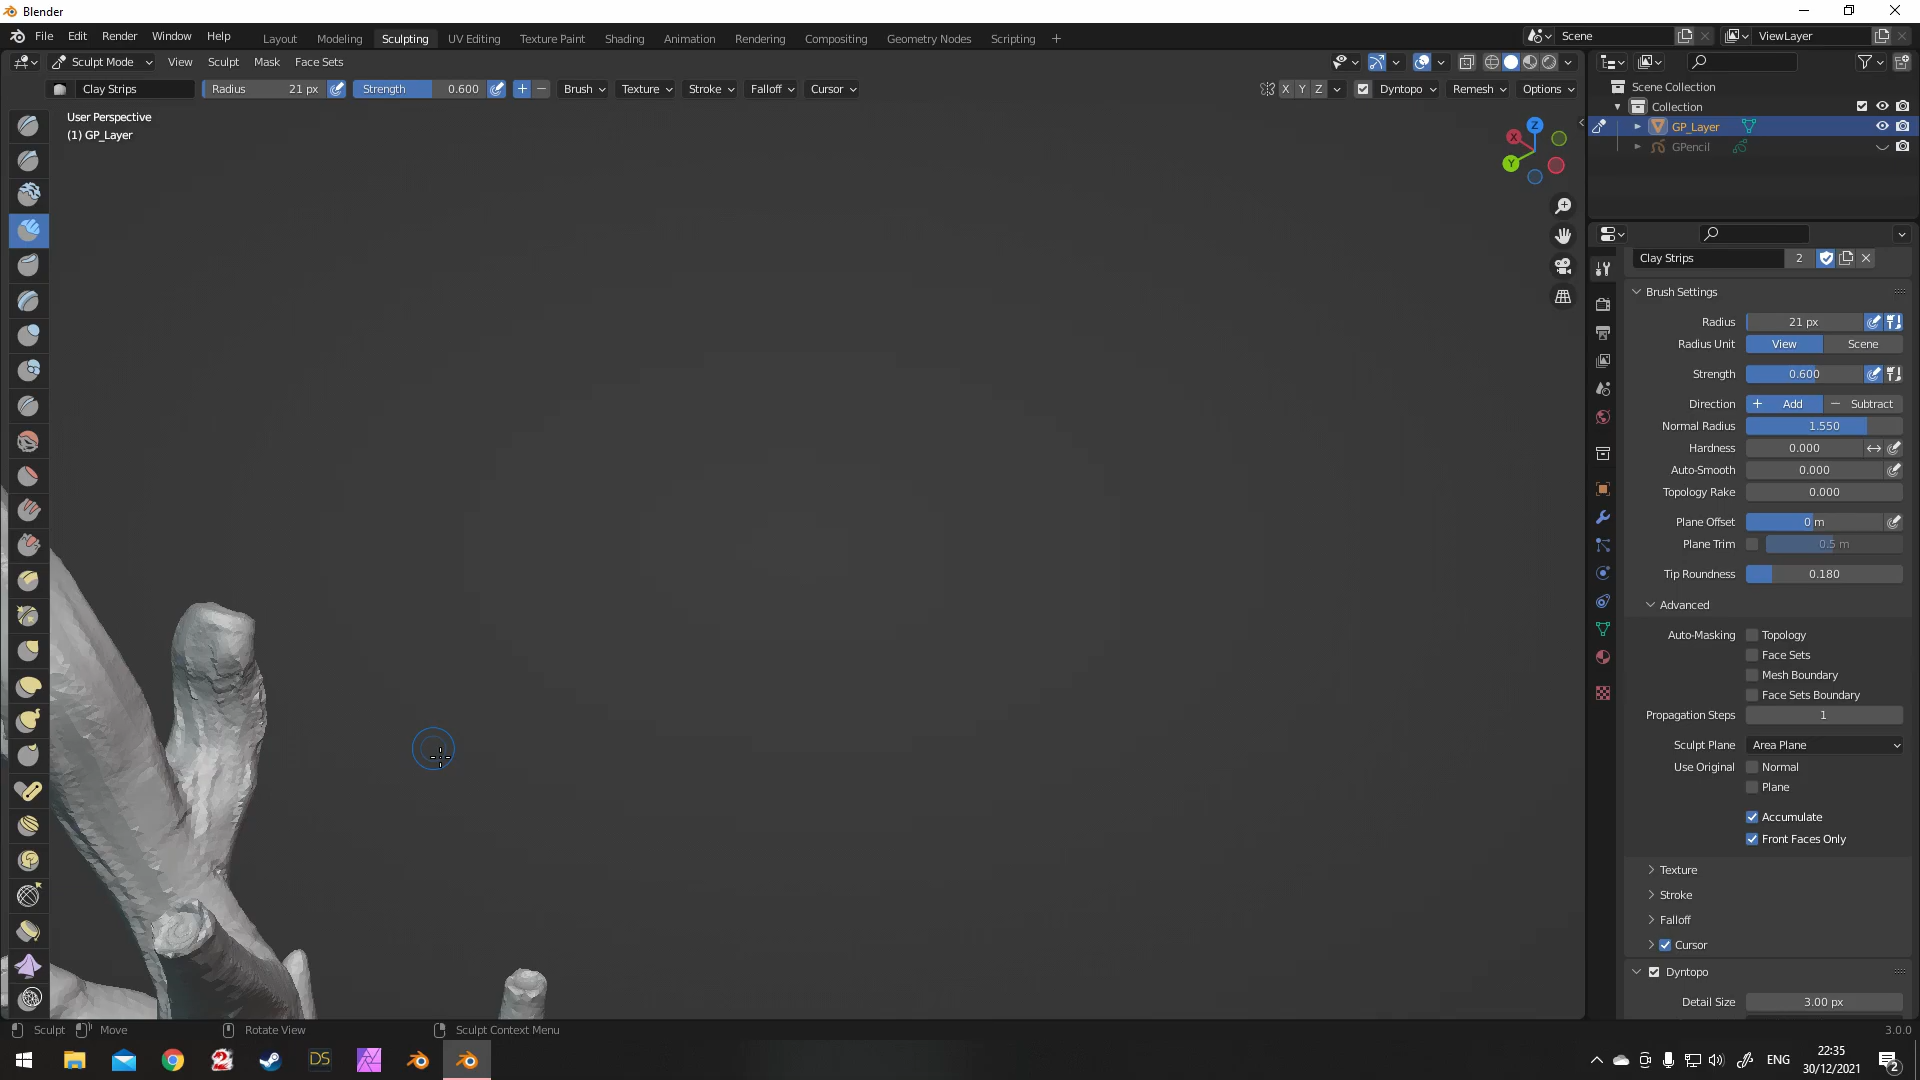 Blender
File Edit Render Window Help
Layout Modeling Sculpting UV Editing Texture Paint Shading Animation Rendering Compositing Geometry Nodes Scripting +
Scene
ViewLayer
Sculpt Mode View Sculpt Mask Face Sets
Clay Strips
Radius 21 px
Strength 0.600
Brush Texture Stroke Falloff Cursor
X Y Z
Dyntopo Remesh Options
User Perspective
(1) GP_Layer
Z
X
Y
Scene Collection
Collection
GP_Layer
GPencil
Clay Strips 2
Brush Settings
Radius 21 px
Radius Unit View Scene
Strength 0.600
Direction + Add − Subtract
Normal Radius 1.550
Hardness 0.000
Auto-Smooth 0.000
Topology Rake 0.000
Plane Offset 0 m
Plane Trim 0.5 m
Tip Roundness 0.180
Advanced
Auto-Masking Topology
Face Sets
Mesh Boundary
Face Sets Boundary
Propagation Steps 1
Sculpt Plane Area Plane
Use Original Normal
Plane
Accumulate
Front Faces Only
Texture
Stroke
Falloff
Cursor
Dyntopo
Detail Size 3.00 px
Sculpt Move Rotate View Sculpt Context Menu
3.0.0
DS
ENG
22:35
30/12/2021
2